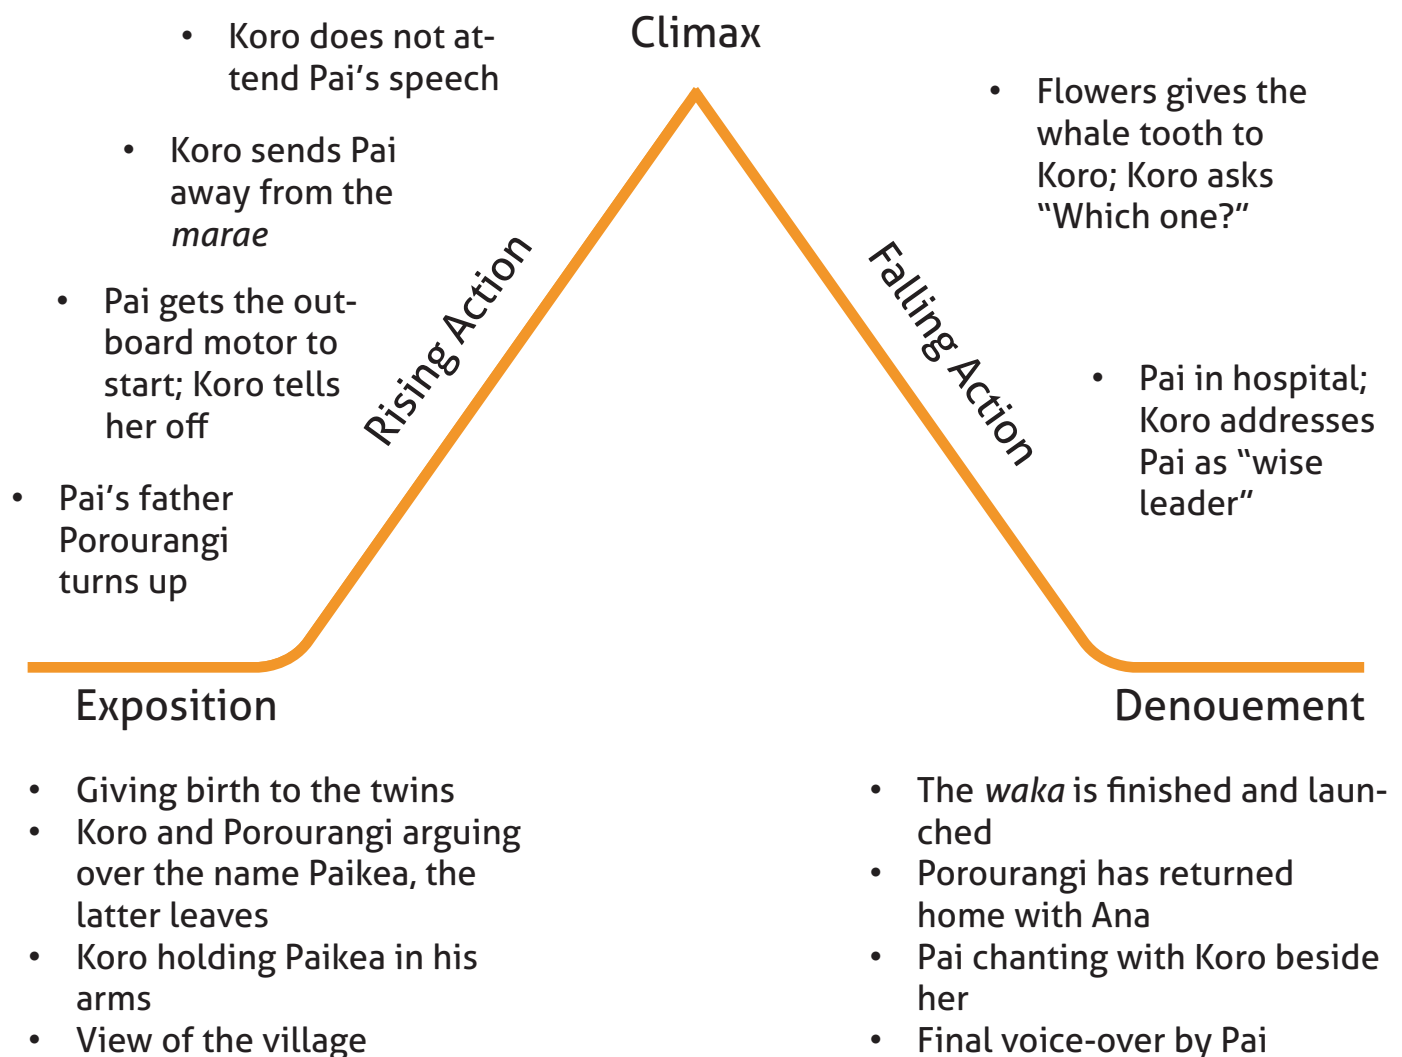 Climax
• Koro does not at-
tend Pai's speech
• Koro sends Pai
away from the
marae
• Pai gets the out-
board motor to
start; Koro tells
her off
• Pai's father
Porourangi
turns up
Rising Action
Falling Action
• Flowers gives the
whale tooth to
Koro; Koro asks
“Which one?”
• Pai in hospital;
Koro addresses
Pai as “wise
leader”
Exposition
• Giving birth to the twins
• Koro and Porourangi arguing
over the name Paikea, the
latter leaves
• Koro holding Paikea in his
arms
• View of the village
Denouement
• The waka is finished and laun-
ched
• Porourangi has returned
home with Ana
• Pai chanting with Koro beside
her
• Final voice-over by Pai